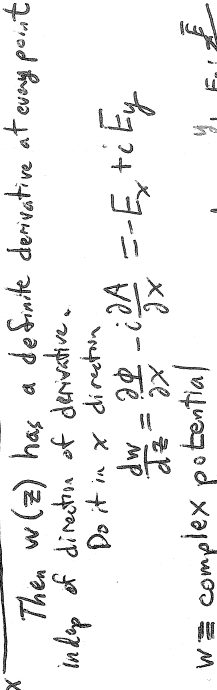 Then w(z) has a definite derivative at every point
indep of direction of derivative.
Do it in x direction
dw/dz = ∂Φ/∂x - i ∂A/∂x = -E_x + i E_y
w ≡ complex potential